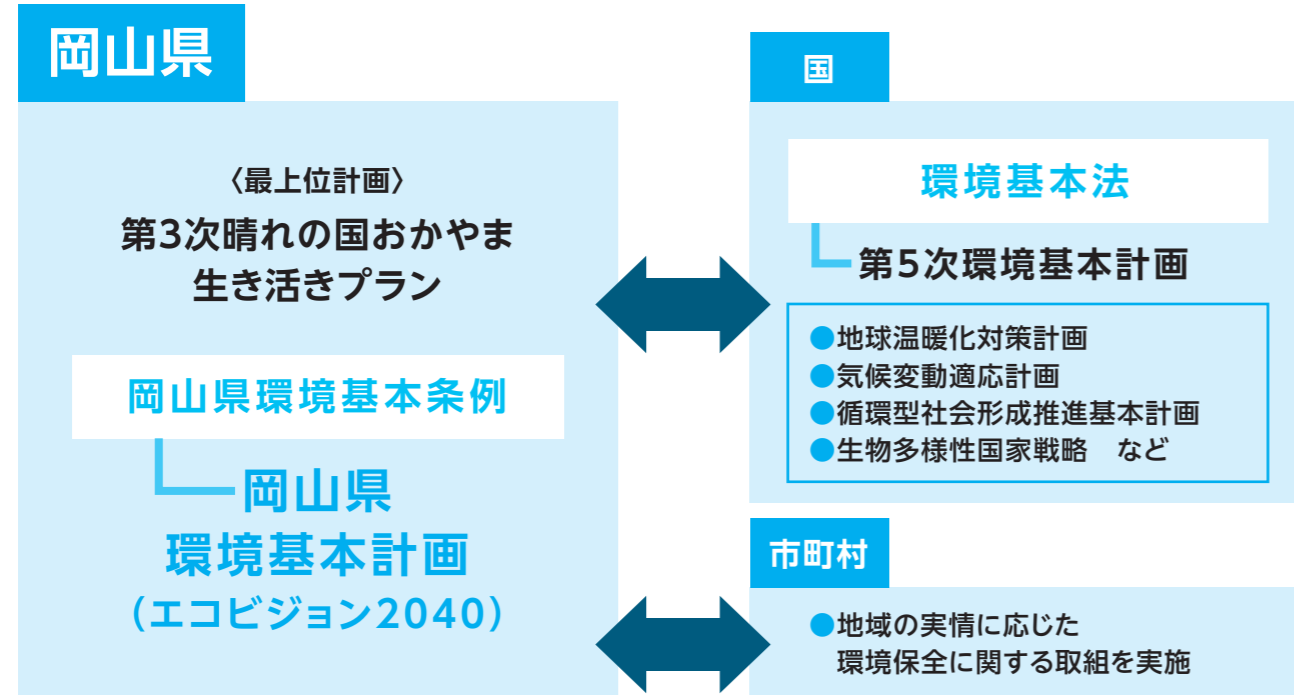 岡山県
〈最上位計画〉
第3次晴れの国おかやま
生き活きプラン
岡山県環境基本条例
岡山県
環境基本計画
(エコビジョン2040)
国
環境基本法
第5次環境基本計画
●地球温暖化対策計画
●気候変動適応計画
●循環型社会形成推進基本計画
●生物多様性国家戦略　など
市町村
●地域の実情に応じた
環境保全に関する取組を実施